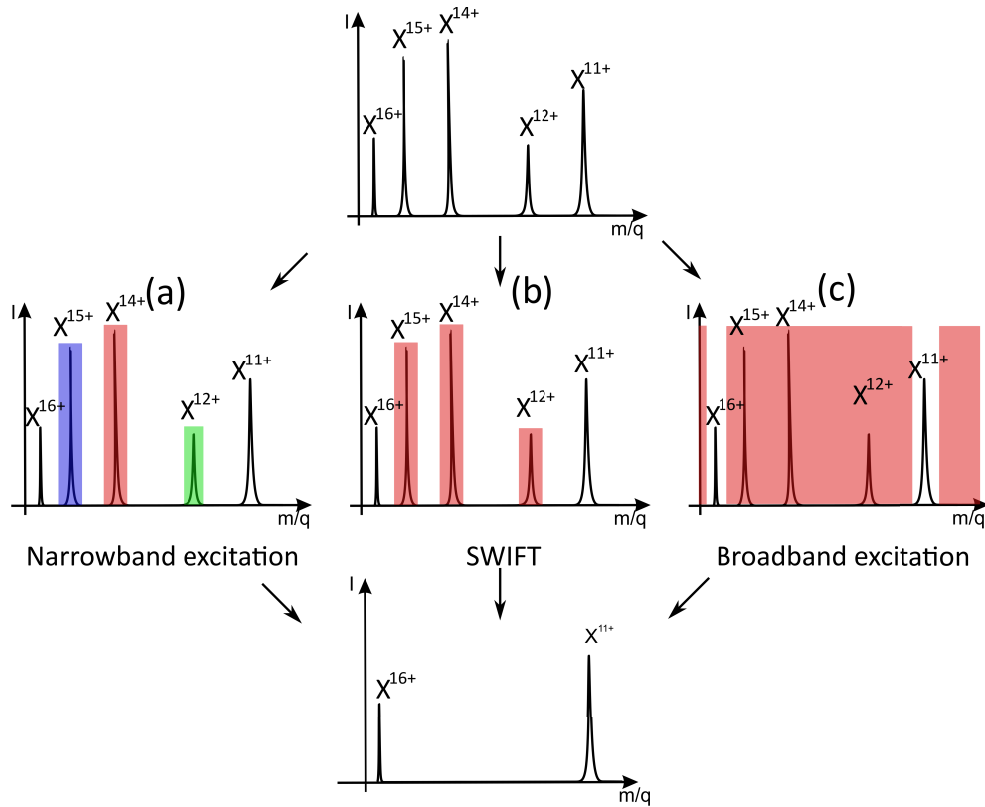 I
X15+
X14+
X16+
X12+
X11+
m/q
(a)
I
X15+
X14+
X16+
X12+
X11+
m/q
Narrowband excitation
(b)
I
X15+
X14+
X16+
X12+
X11+
m/q
SWIFT
(c)
I
X15+
X14+
X16+
X12+
X11+
m/q
Broadband excitation
I
X16+
X11+
m/q